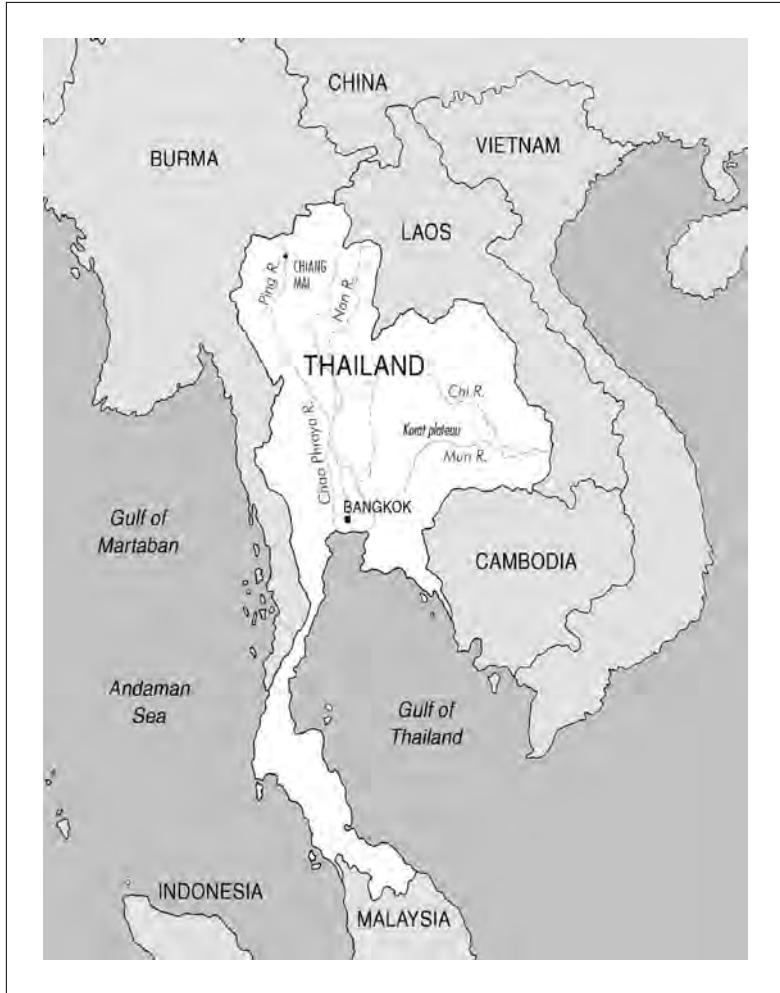 CHINA
BURMA
VIETNAM
LAOS
Ping R.
CHIANG
MAI
Nan R.
THAILAND
Chi R.
Korat plateau
Chao Phraya R.
Mun R.
BANGKOK
Gulf of
Martaban
CAMBODIA
Andaman
Sea
Gulf of
Thailand
INDONESIA
MALAYSIA